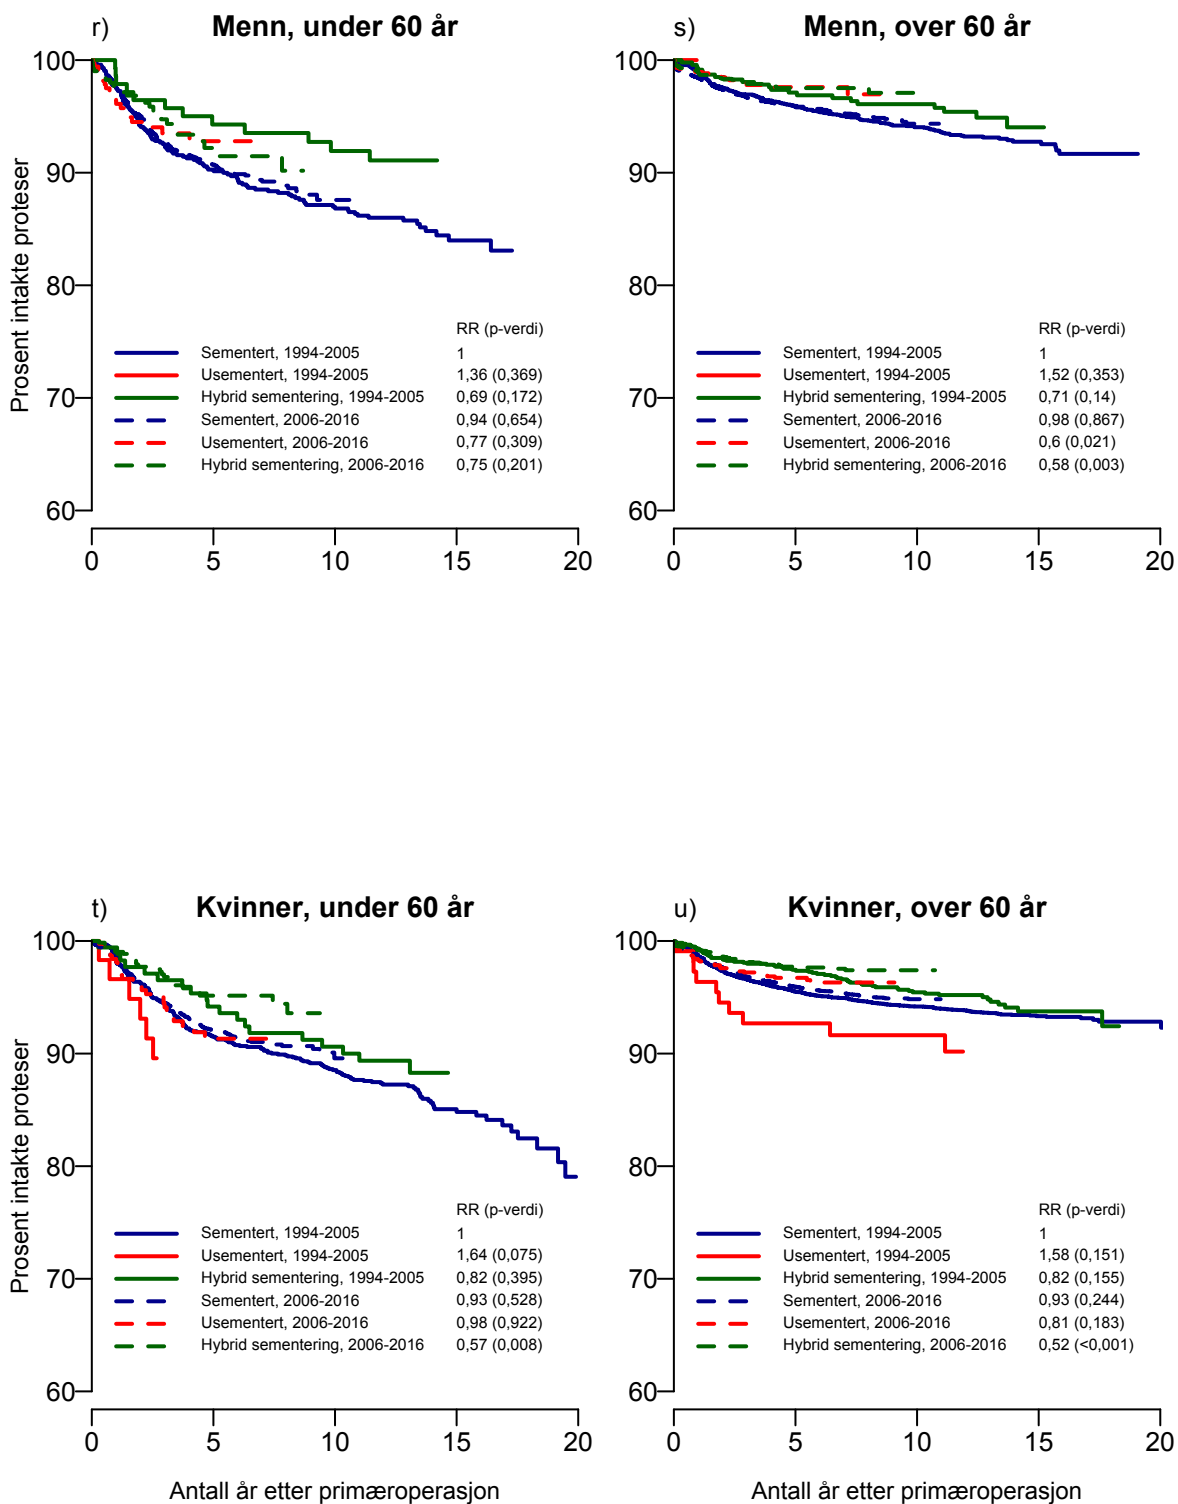 r) Menn, under 60 år
100
90
80
70
60
Prosent intakte proteser
RR (p-verdi)
Sementert, 1994-2005 1
Usementert, 1994-2005 1,36 (0,369)
Hybrid sementering, 1994-2005 0,69 (0,172)
Sementert, 2006-2016 0,94 (0,654)
Usementert, 2006-2016 0,77 (0,309)
Hybrid sementering, 2006-2016 0,75 (0,201)
0 5 10 15 20
s) Menn, over 60 år
100
90
80
70
60
RR (p-verdi)
Sementert, 1994-2005 1
Usementert, 1994-2005 1,52 (0,353)
Hybrid sementering, 1994-2005 0,71 (0,14)
Sementert, 2006-2016 0,98 (0,867)
Usementert, 2006-2016 0,6 (0,021)
Hybrid sementering, 2006-2016 0,58 (0,003)
0 5 10 15 20
t) Kvinner, under 60 år
100
90
80
70
60
Prosent intakte proteser
RR (p-verdi)
Sementert, 1994-2005 1
Usementert, 1994-2005 1,64 (0,075)
Hybrid sementering, 1994-2005 0,82 (0,395)
Sementert, 2006-2016 0,93 (0,528)
Usementert, 2006-2016 0,98 (0,922)
Hybrid sementering, 2006-2016 0,57 (0,008)
0 5 10 15 20
Antall år etter primæroperasjon
u) Kvinner, over 60 år
100
90
80
70
60
RR (p-verdi)
Sementert, 1994-2005 1
Usementert, 1994-2005 1,58 (0,151)
Hybrid sementering, 1994-2005 0,82 (0,155)
Sementert, 2006-2016 0,93 (0,244)
Usementert, 2006-2016 0,81 (0,183)
Hybrid sementering, 2006-2016 0,52 (<0,001)
0 5 10 15 20
Antall år etter primæroperasjon